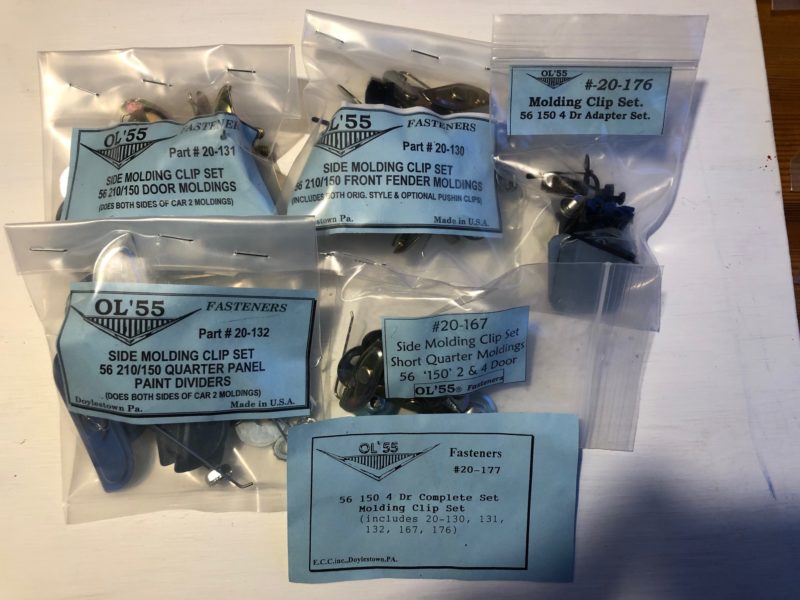 OL'55 FASTENERS
Part # 20-131
SIDE MOLDING CLIP SET
56 210/150 DOOR MOLDINGS
(DOES BOTH SIDES OF CAR 2 MOLDINGS)
OL'55 FASTENERS
Part # 20-130
SIDE MOLDING CLIP SET
56 210/150 FRONT FENDER MOLDINGS
(INCLUDES BOTH ORIG. STYLE & OPTIONAL PUSHIN CLIPS)
Doylestown Pa. Made in U.S.A.
OL'55
#-20-176
Molding Clip Set.
56 150 4 Dr Adapter Set.
OL'55 FASTENERS
Part # 20-132
SIDE MOLDING CLIP SET
56 210/150 QUARTER PANEL
PAINT DIVIDERS
(DOES BOTH SIDES OF CAR 2 MOLDINGS)
Doylestown Pa. Made in U.S.A.
#20-167
Side Molding Clip Set
Short Quarter Moldings
56 '150' 2 & 4 Door
OL'55® Fasteners
OL'55 Fasteners
#20-177
56 150 4 Dr Complete Set
Molding Clip Set
(includes 20-130, 131,
132, 167, 176)
E.C.C.inc.,Doylestown,PA.